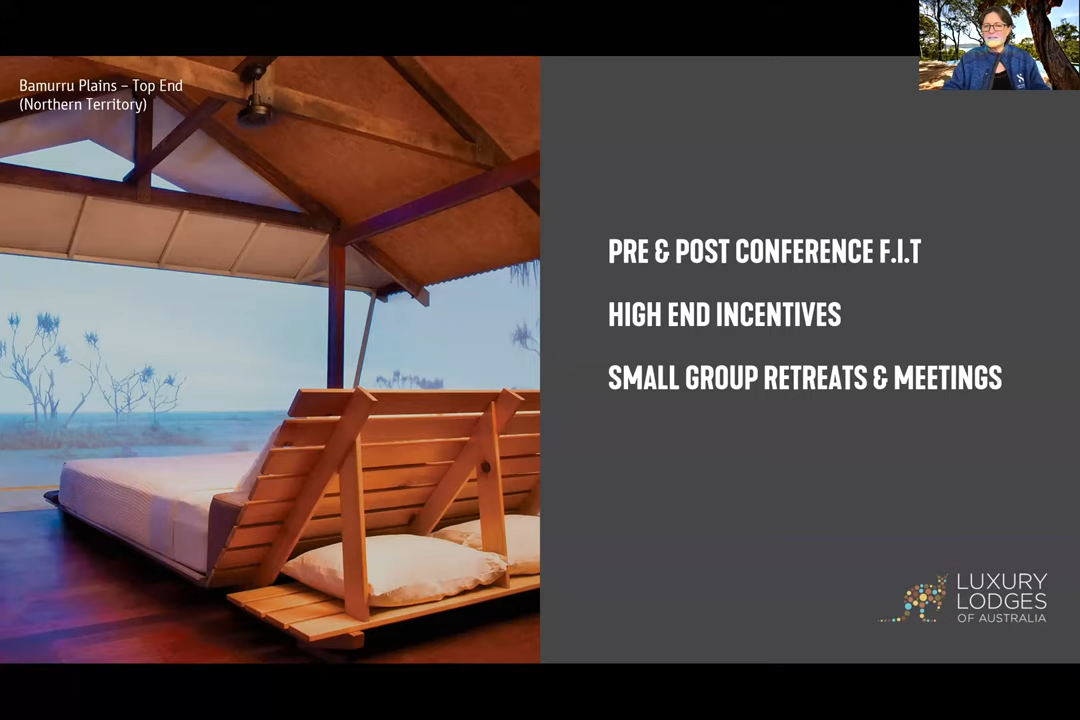 Bamurru Plains – Top End
(Northern Territory)
PRE & POST CONFERENCE F.I.T
HIGH END INCENTIVES
SMALL GROUP RETREATS & MEETINGS
LUXURY
LODGES
OF AUSTRALIA